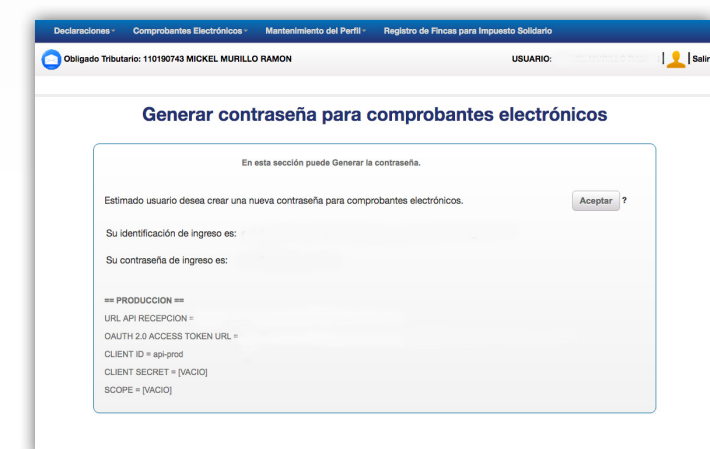 Declaraciones Comprobantes Electrónicos Mantenimiento del Perfil Registro de Fincas para Impuesto Solidario
Obligado Tributario: 110190743 MICKEL MURILLO RAMON USUARIO: Salir
Generar contraseña para comprobantes electrónicos
En esta sección puede Generar la contraseña.
Estimado usuario desea crear una nueva contraseña para comprobantes electrónicos. Aceptar ?
Su identificación de ingreso es:
Su contraseña de ingreso es:
== PRODUCCION ==
URL API RECEPCION =
OAUTH 2.0 ACCESS TOKEN URL =
CLIENT ID = api-prod
CLIENT SECRET = [VACIO]
SCOPE = [VACIO]